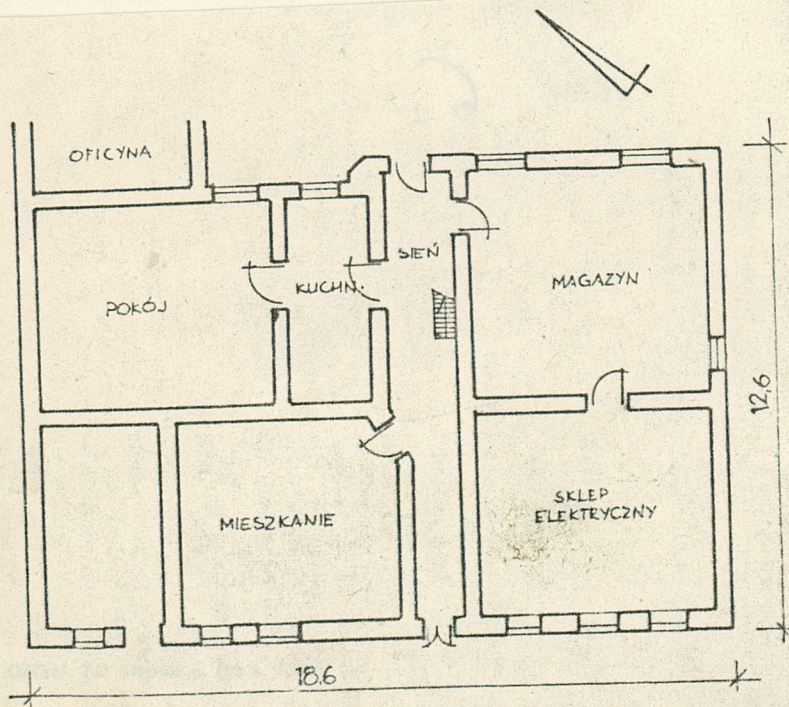 OFICYNA
POKÓJ
KUCHN.
SIEŃ
MAGAZYN
12,6
MIESZKANIE
SKLEP
ELEKTRYCZNY
18,6